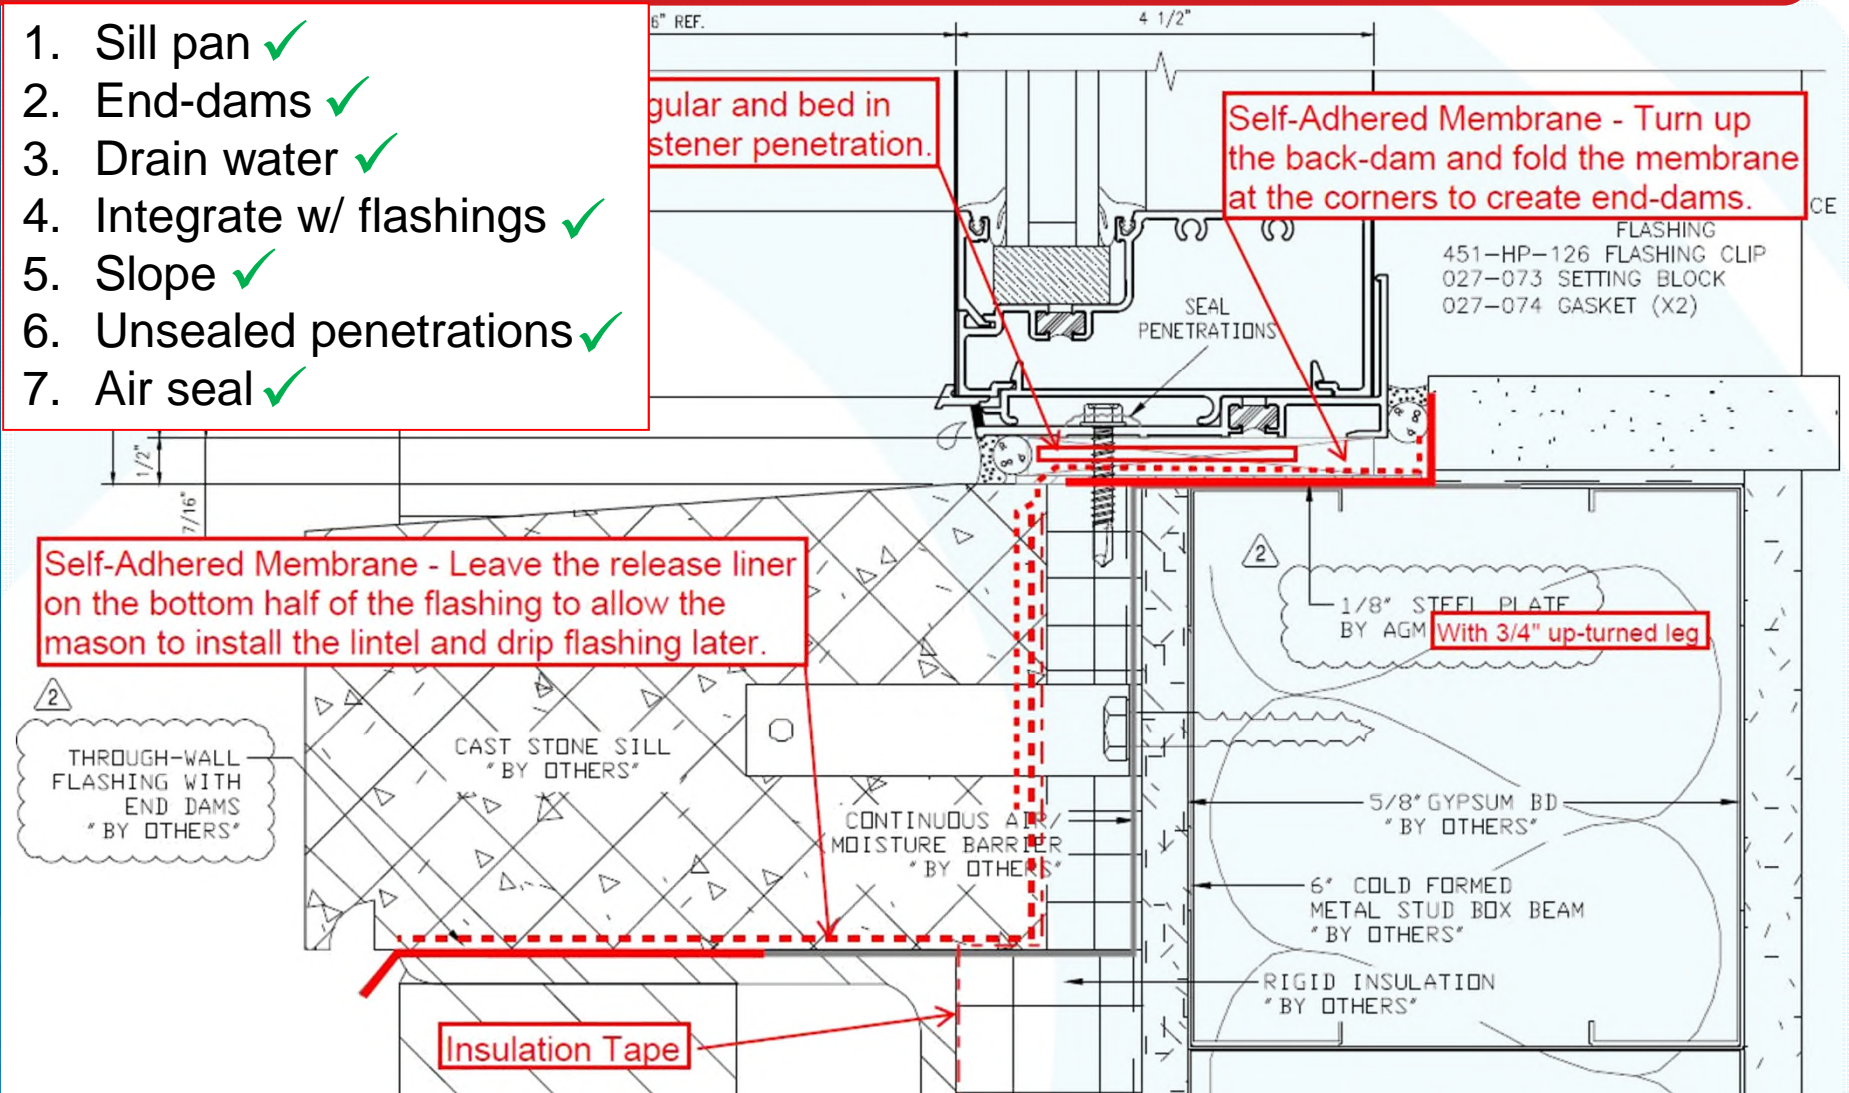 1. Sill pan ✓
2. End-dams ✓
3. Drain water ✓
4. Integrate w/ flashings ✓
5. Slope ✓
6. Unsealed penetrations ✓
7. Air seal ✓
6" REF.
4 1/2"
gular and bed in
stener penetration.
Self-Adhered Membrane - Turn up
the back-dam and fold the membrane
at the corners to create end-dams.
CE
FLASHING
451-HP-126 FLASHING CLIP
027-073 SETTING BLOCK
027-074 GASKET (X2)
SEAL
PENETRATIONS
1/2"
7/16"
Self-Adhered Membrane - Leave the release liner
on the bottom half of the flashing to allow the
mason to install the lintel and drip flashing later.
2
1/8" STEEL PLATE
BY AGM
With 3/4" up-turned leg
2
THROUGH-WALL
FLASHING WITH
END DAMS
"BY OTHERS"
CAST STONE SILL
"BY OTHERS"
CONTINUOUS AIR/
MOISTURE BARRIER
"BY OTHERS"
5/8" GYPSUM BD
"BY OTHERS"
6" COLD FORMED
METAL STUD BOX BEAM
"BY OTHERS"
RIGID INSULATION
"BY OTHERS"
Insulation Tape